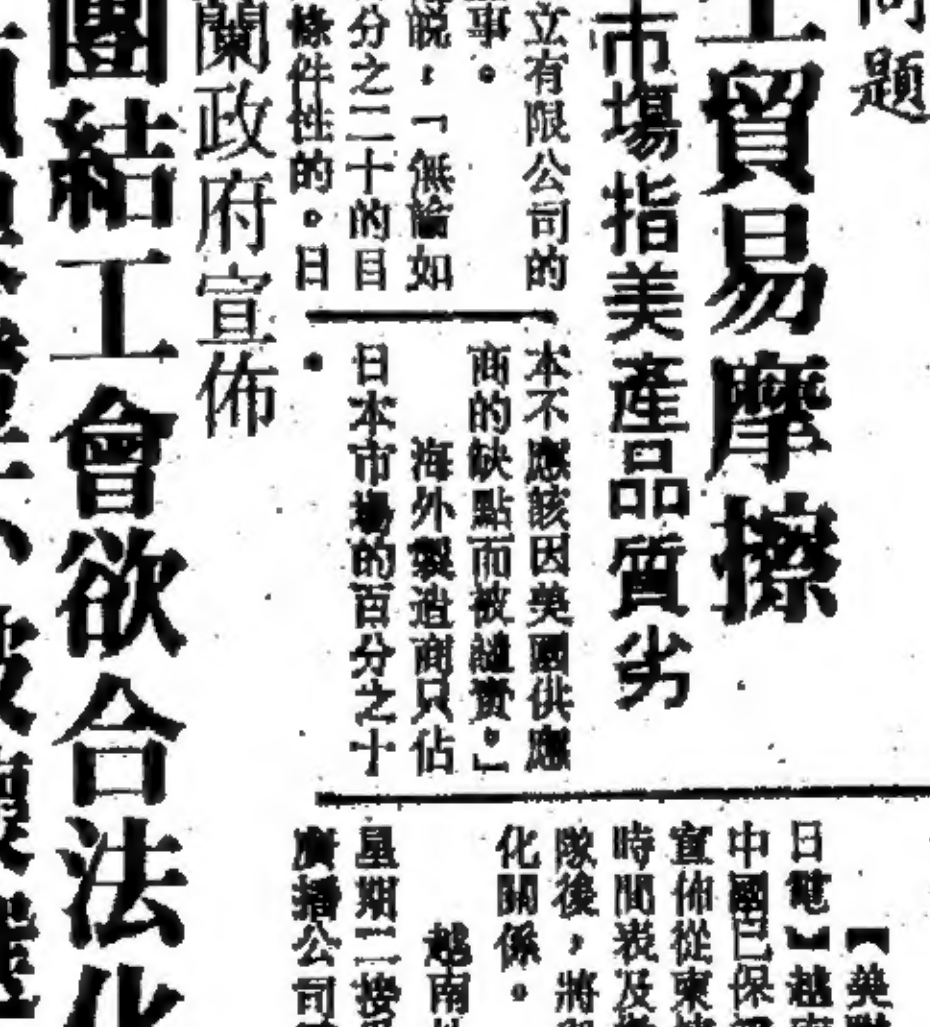 問題
工貿易摩擦
市場指美產品質劣
立有限公司的
事。
説，「無論如
分之二十的目
條件性的。日
本不應該因美國供應
商的缺點而被譴責。」
海外製造商只佔
日本市場的百分之十
。
蘭政府宣佈
團結工會欲合法化
【美聯
日電】越南
中國已保
宣佈從柬埔
時間表及
隊後，將
化關係。
越南
星期二接
廣播公司